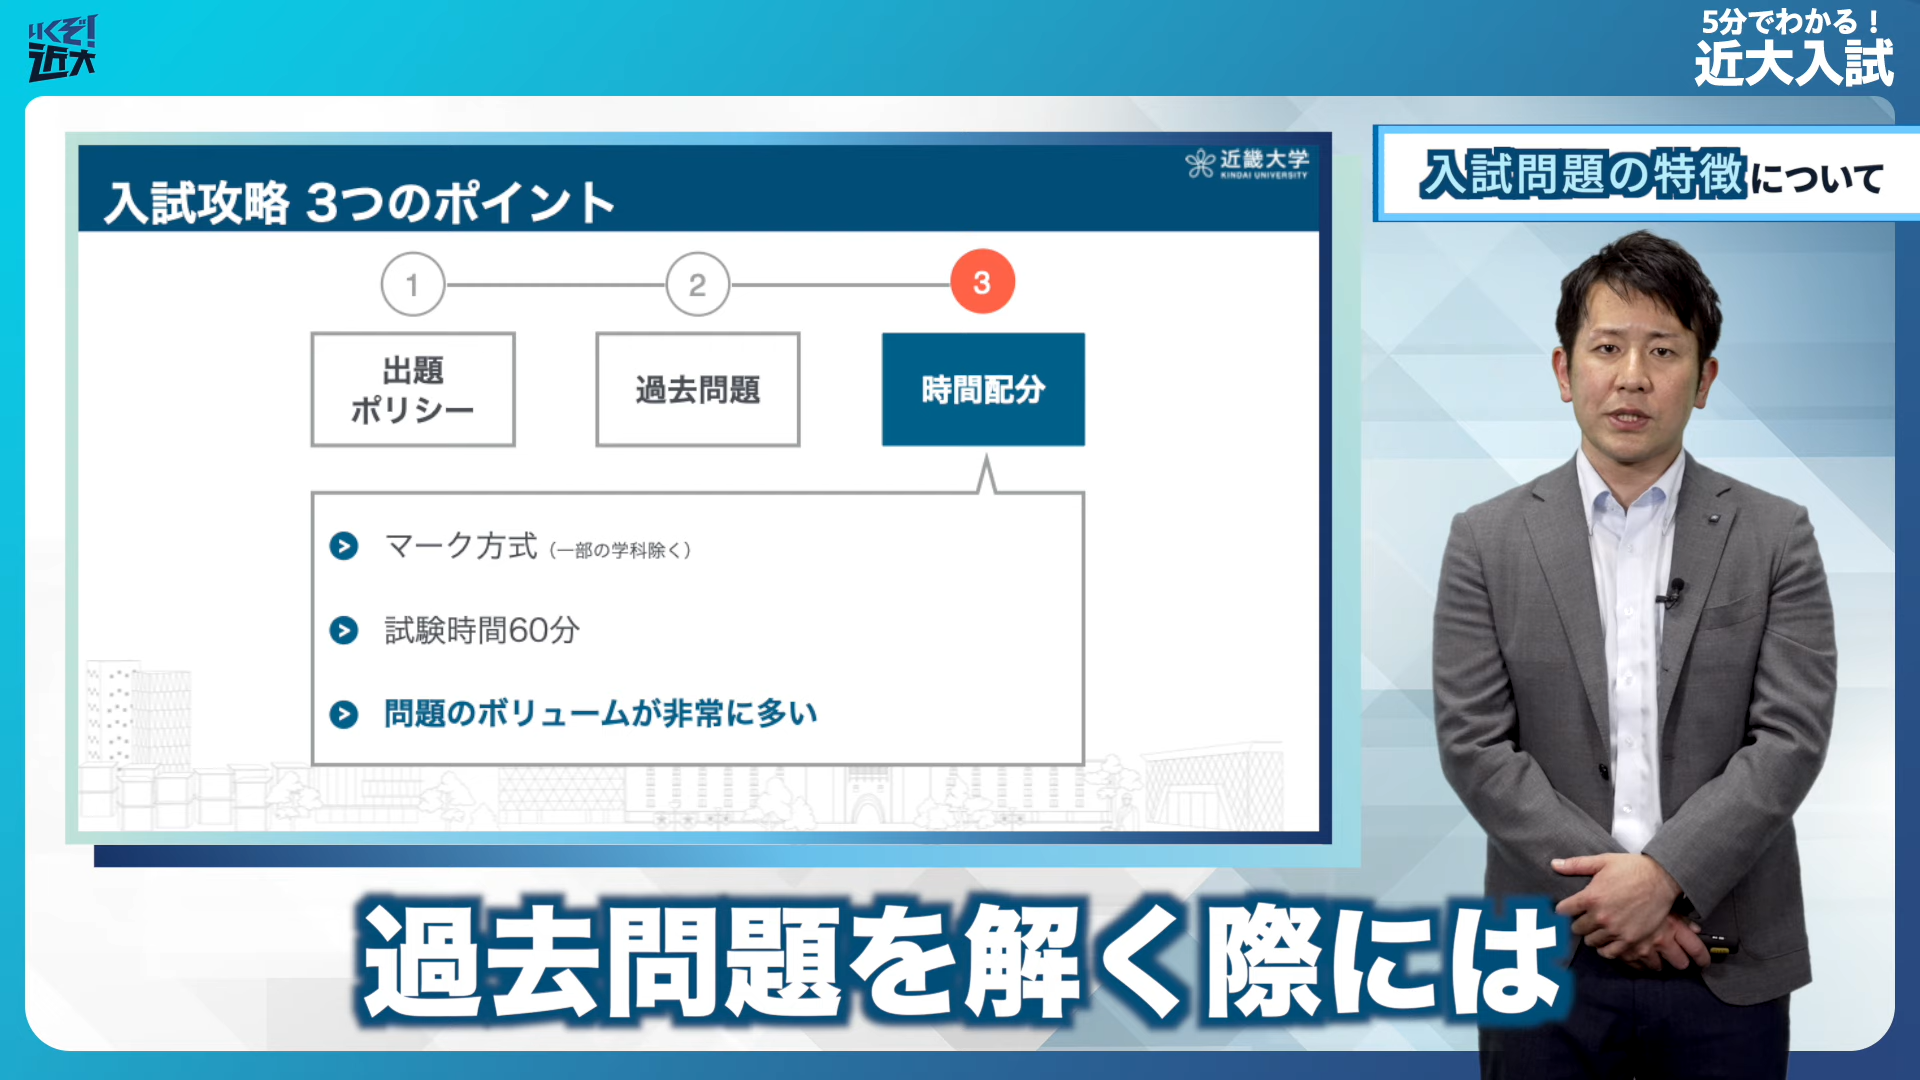 いくぞ!
近大
5分でわかる!
近大入試
入試問題の特徴について
近畿大学
KINDAI UNIVERSITY
入試攻略 3つのポイント
1
2
3
出題
ポリシー
過去問題
時間配分
マーク方式（一部の学科除く）
試験時間60分
問題のボリュームが非常に多い
過去問題を解く際には